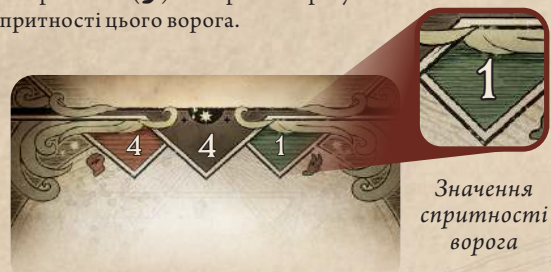 притності цього ворога.
4 4 1
1
Значення
спритності
ворога